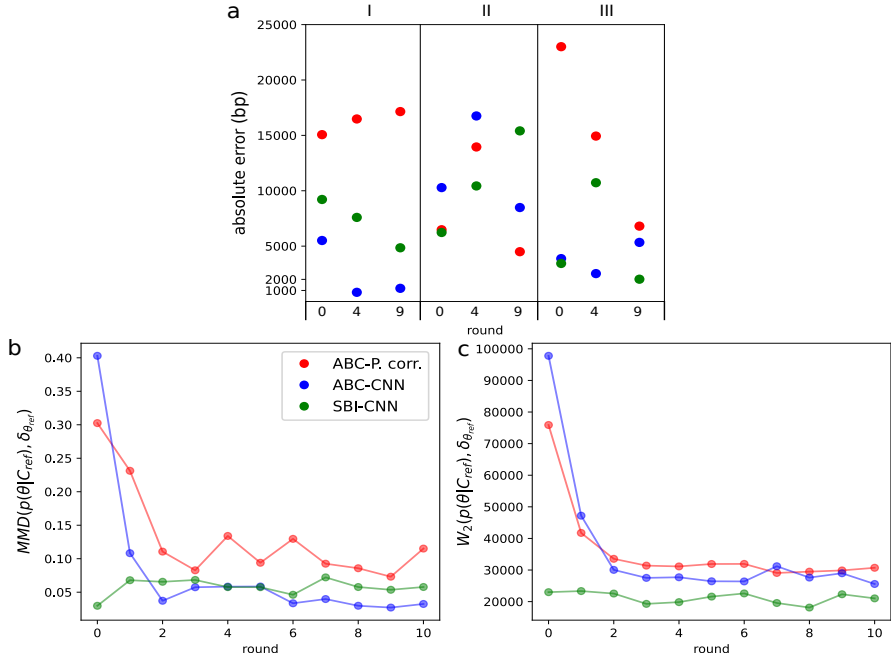 a
I II III
absolute error (bp)
25000
20000
15000
10000
5000
2000
1000
0 4 9 0 4 9 0 4 9
round
b
MMD(p(θ|C_ref), δ_θ_ref)
0.40
0.35
0.30
0.25
0.20
0.15
0.10
0.05
ABC-P. corr.
ABC-CNN
SBI-CNN
0 2 4 6 8 10
round
c
W_2(p(θ|C_ref), δ_θ_ref)
100000
90000
80000
70000
60000
50000
40000
30000
20000
0 2 4 6 8 10
round